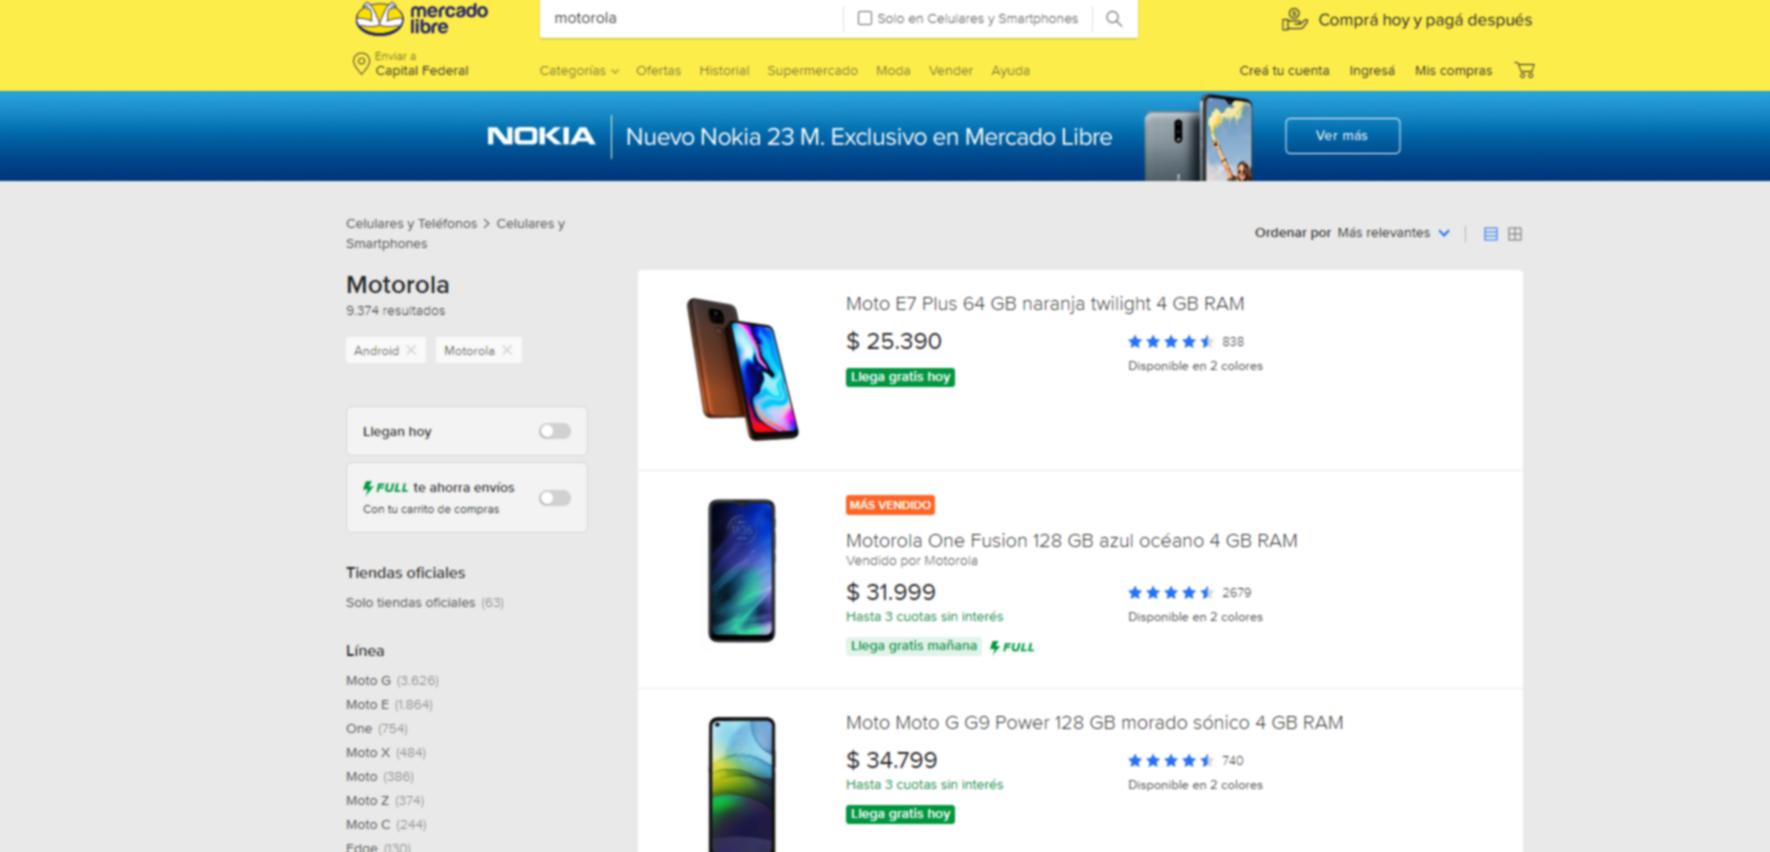 mercado
libre
motorola
Solo en Celulares y Smartphones
Comprá hoy y pagá después
Enviar a
Capital Federal
Categorías Ofertas Historial Supermercado Moda Vender Ayuda
Creá tu cuenta Ingresá Mis compras
NOKIA Nuevo Nokia 23 M. Exclusivo en Mercado Libre
Ver más
Celulares y Teléfonos > Celulares y
Smartphones
Ordenar por Más relevantes
Motorola
9.374 resultados
Android Motorola
Llegan hoy
FULL te ahorra envíos
Con tu carrito de compras
Tiendas oficiales
Solo tiendas oficiales (63)
Línea
Moto G (3.626)
Moto E (1.864)
One (754)
Moto X (484)
Moto (386)
Moto Z (374)
Moto C (244)
Edge (130)
Moto E7 Plus 64 GB naranja twilight 4 GB RAM
$ 25.390
838
Disponible en 2 colores
Llega gratis hoy
MÁS VENDIDO
Motorola One Fusion 128 GB azul océano 4 GB RAM
Vendido por Motorola
$ 31.999
2679
Hasta 3 cuotas sin interés
Disponible en 2 colores
Llega gratis mañana FULL
Moto Moto G G9 Power 128 GB morado sónico 4 GB RAM
$ 34.799
740
Hasta 3 cuotas sin interés
Disponible en 2 colores
Llega gratis hoy